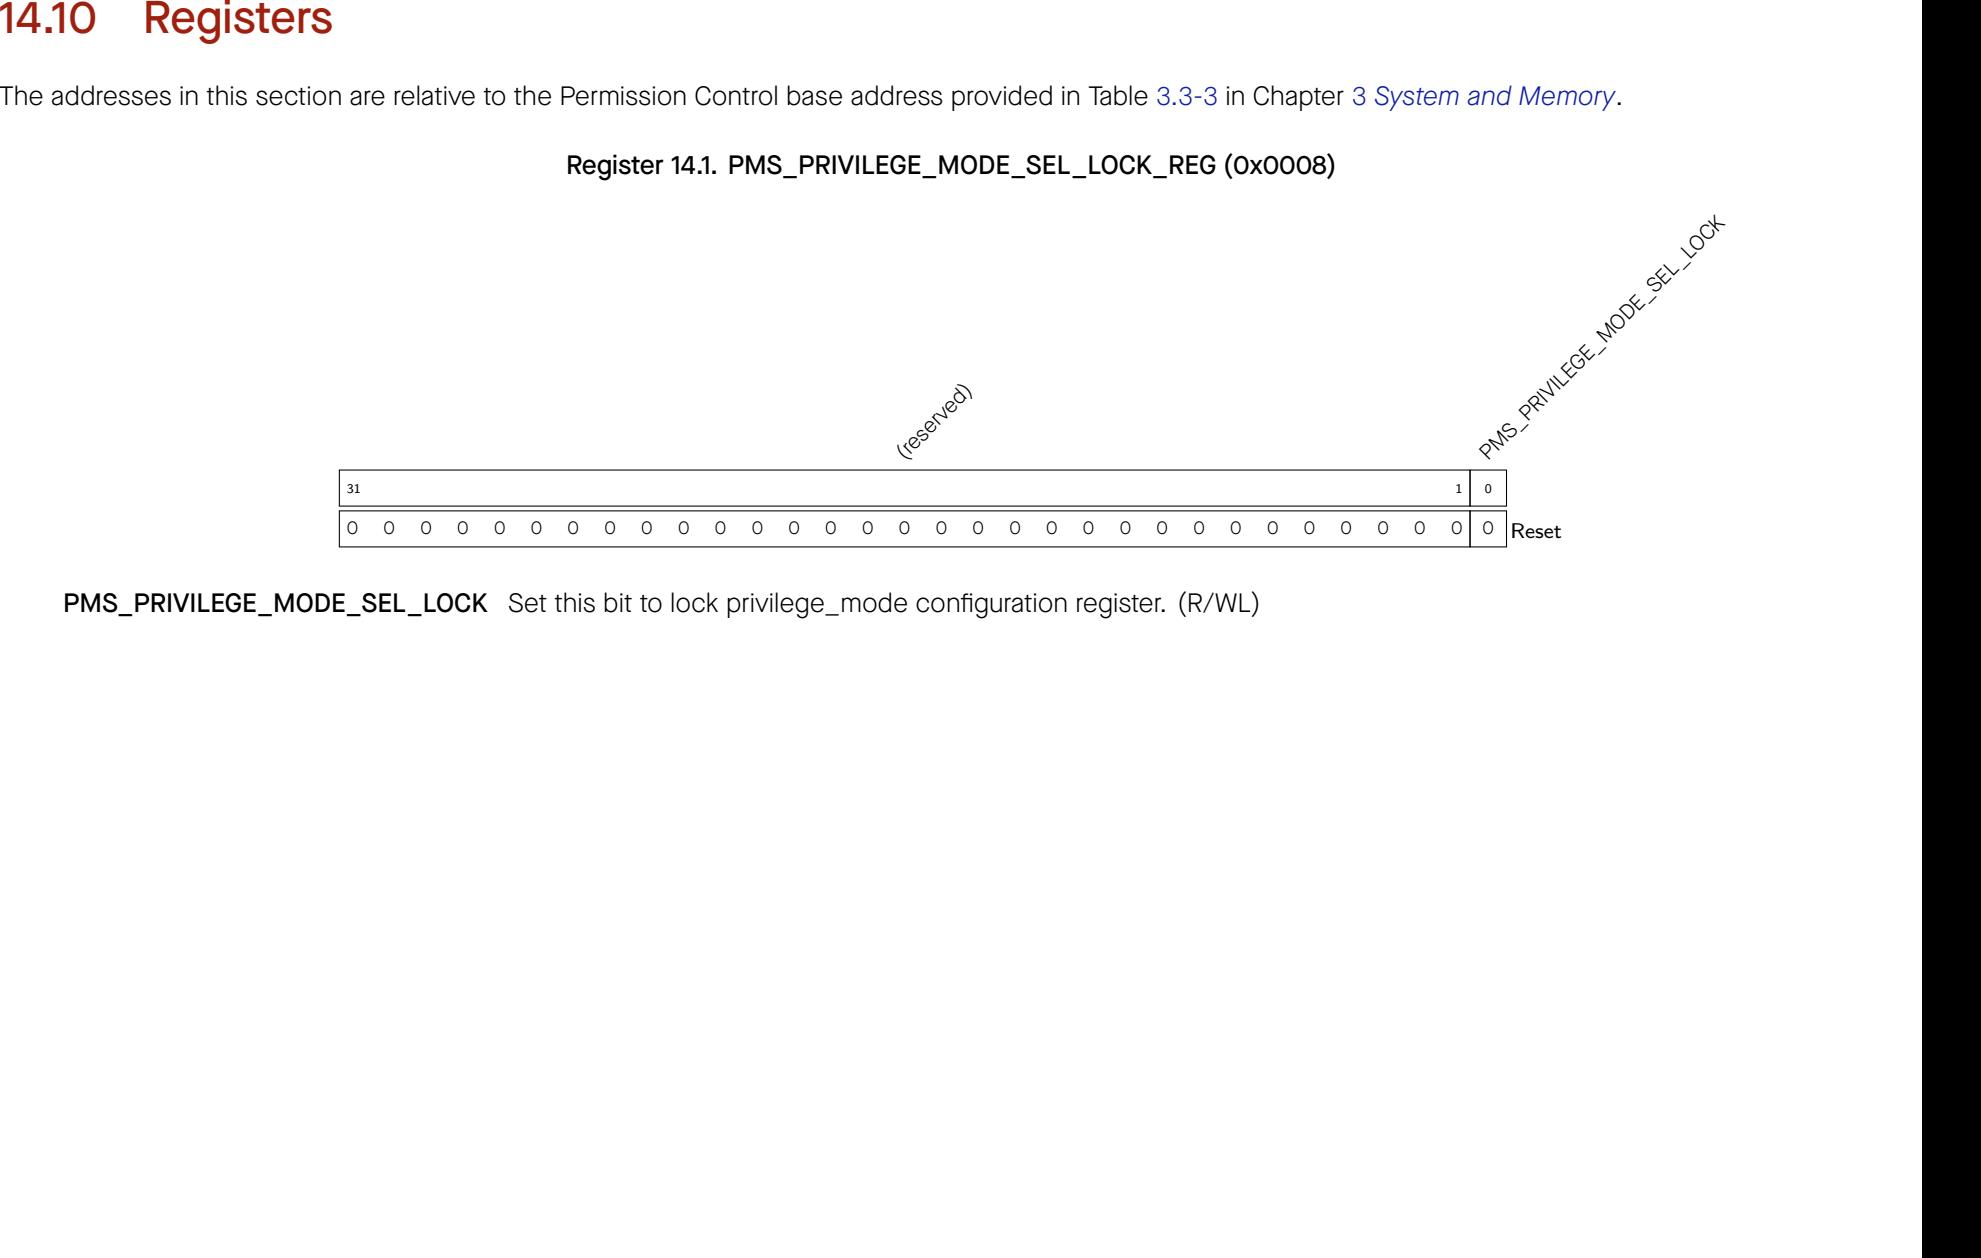 14.10 Registers
The addresses in this section are relative to the Permission Control base address provided in Table 3.3-3 in Chapter 3 System and Memory.
Register 14.1. PMS_PRIVILEGE_MODE_SEL_LOCK_REG (0x0008)
(reserved)
PMS_PRIVILEGE_MODE_SEL_LOCK
31 1 0
0 0 0 0 0 0 0 0 0 0 0 0 0 0 0 0 0 0 0 0 0 0 0 0 0 0 0 0 0 0 0 0 Reset
PMS_PRIVILEGE_MODE_SEL_LOCK Set this bit to lock privilege_mode configuration register. (R/WL)